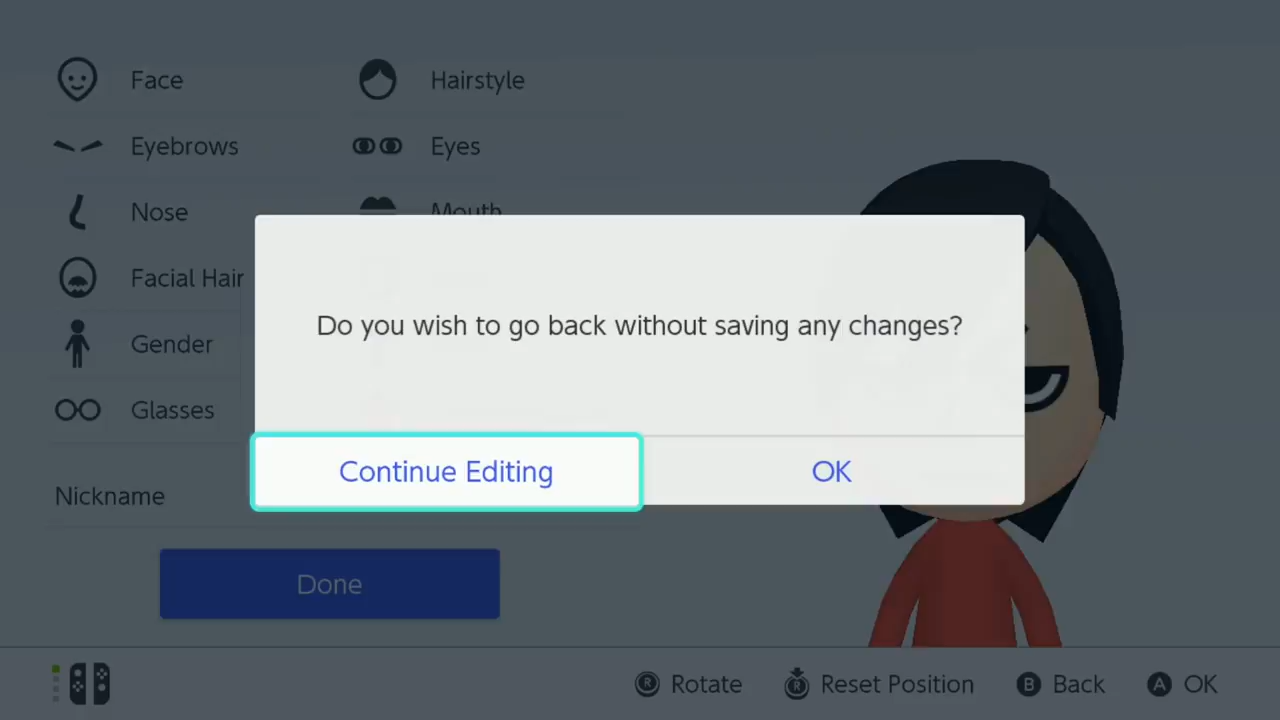 Face
Hairstyle
Eyebrows
Eyes
Nose
Mouth
Facial Hair
Gender
Glasses
Nickname
Done
Do you wish to go back without saving any changes?
Continue Editing
OK
R Rotate
R Reset Position
B Back
A OK